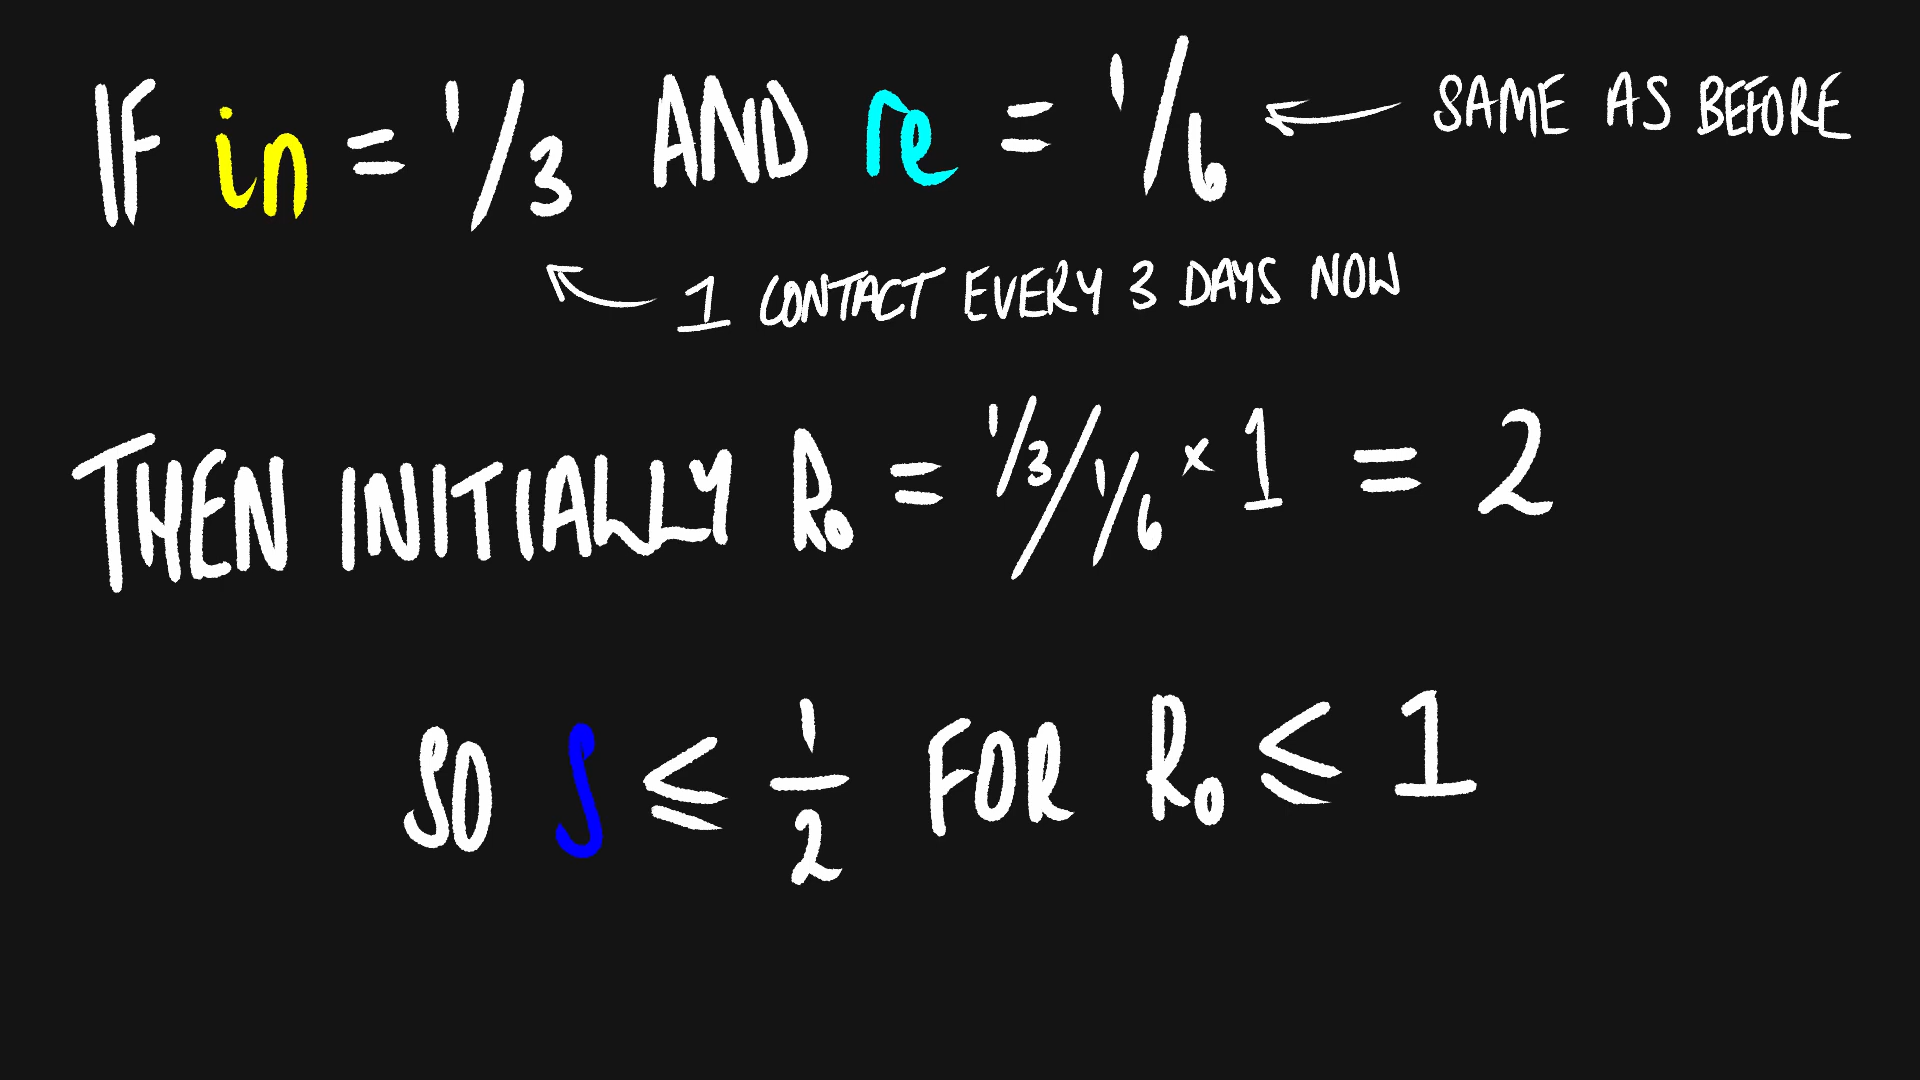 IF in = 1/3 AND re = 1/6 ← SAME AS BEFORE
1 CONTACT EVERY 3 DAYS NOW
THEN INITIALLY R₀ = 1/3/1/6 × 1 = 2
SO S ≤ 1/2 FOR R₀ ≤ 1